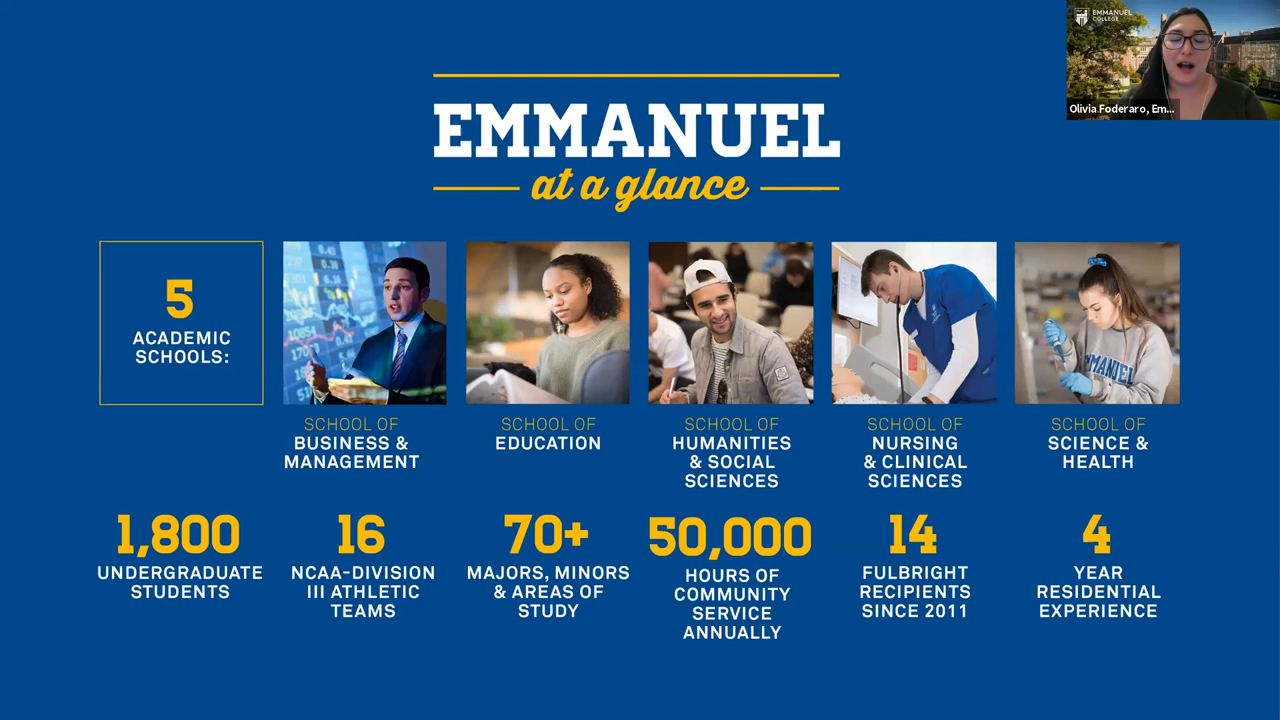 EMMANUEL
COLLEGE
Olivia Foderaro, Em...
EMMANUEL
at a glance
5
ACADEMIC
SCHOOLS:
SCHOOL OF
BUSINESS &
MANAGEMENT
SCHOOL OF
EDUCATION
SCHOOL OF
HUMANITIES
& SOCIAL
SCIENCES
SCHOOL OF
NURSING
& CLINICAL
SCIENCES
EMMANUEL
SCHOOL OF
SCIENCE &
HEALTH
1,800
UNDERGRADUATE
STUDENTS
16
NCAA-DIVISION
III ATHLETIC
TEAMS
70+
MAJORS, MINORS
& AREAS OF
STUDY
50,000
HOURS OF
COMMUNITY
SERVICE
ANNUALLY
14
FULBRIGHT
RECIPIENTS
SINCE 2011
4
YEAR
RESIDENTIAL
EXPERIENCE